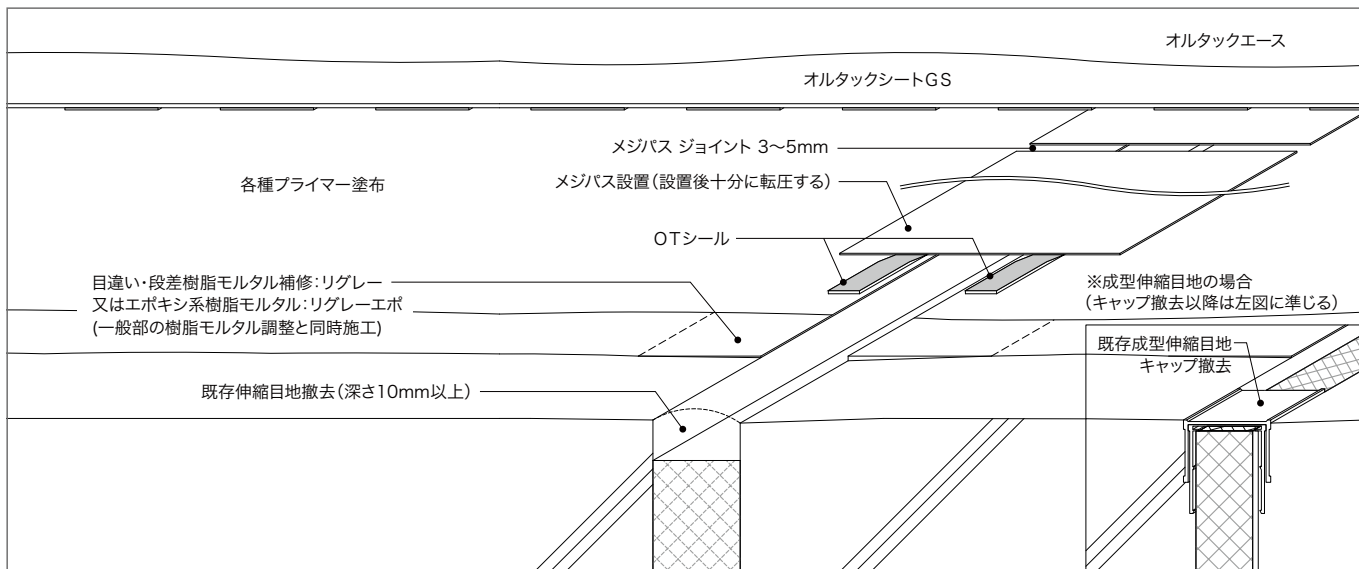 オルタックエース
オルタックシートGS
メジパス ジョイント 3〜5mm
各種プライマー塗布
メジパス設置(設置後十分に転圧する)
OTシール
目違い・段差樹脂モルタル補修:リグレー
又はエポキシ系樹脂モルタル:リグレーエポ
(一般部の樹脂モルタル調整と同時施工)
※成型伸縮目地の場合
(キャップ撤去以降は左図に準じる)
既存成型伸縮目地
キャップ撤去
既存伸縮目地撤去(深さ10mm以上)